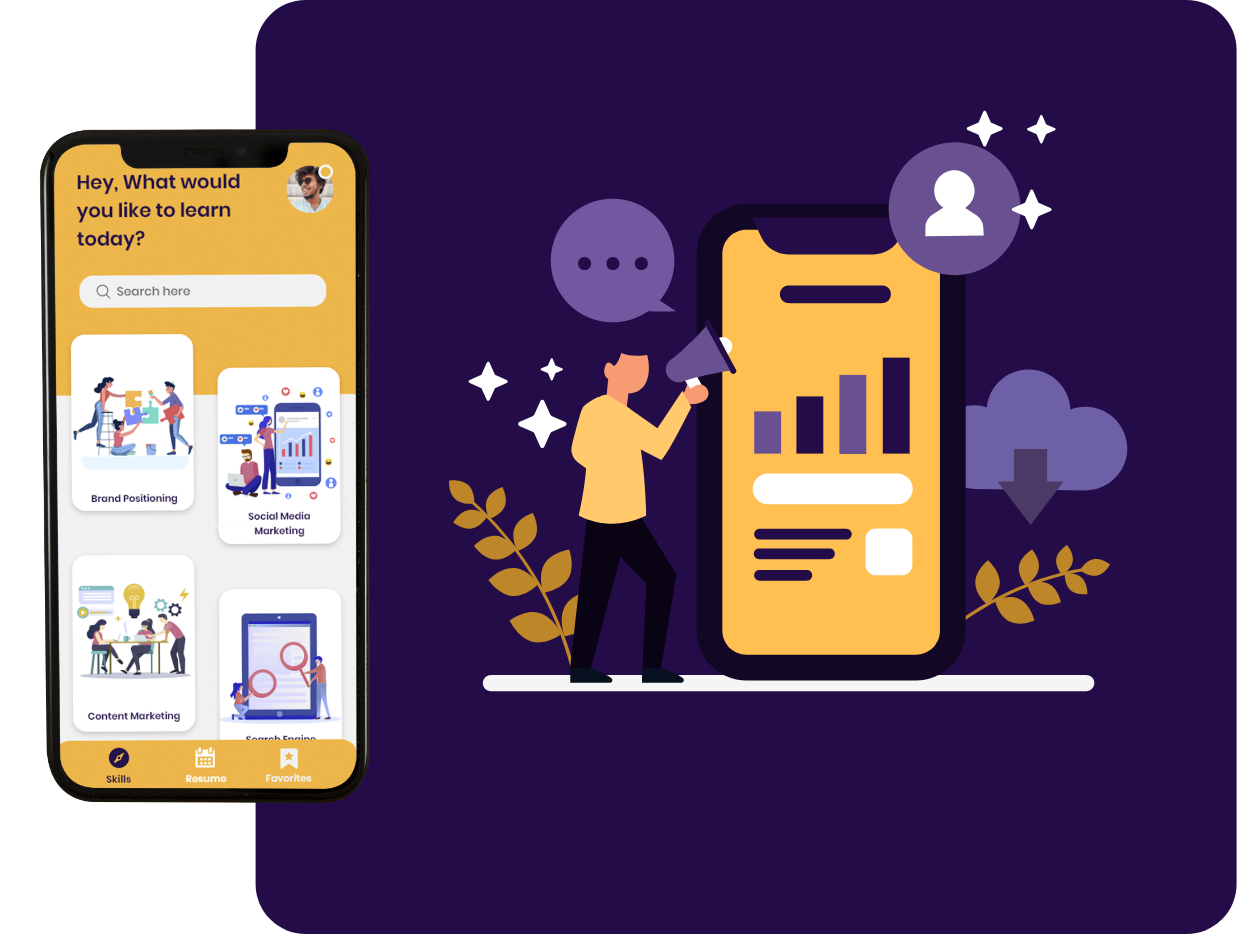 Hey, What would
you like to learn
today?
Search here
Brand Positioning
Social Media
Marketing
Content Marketing
Search Engine
Skills
Resume
Favorites